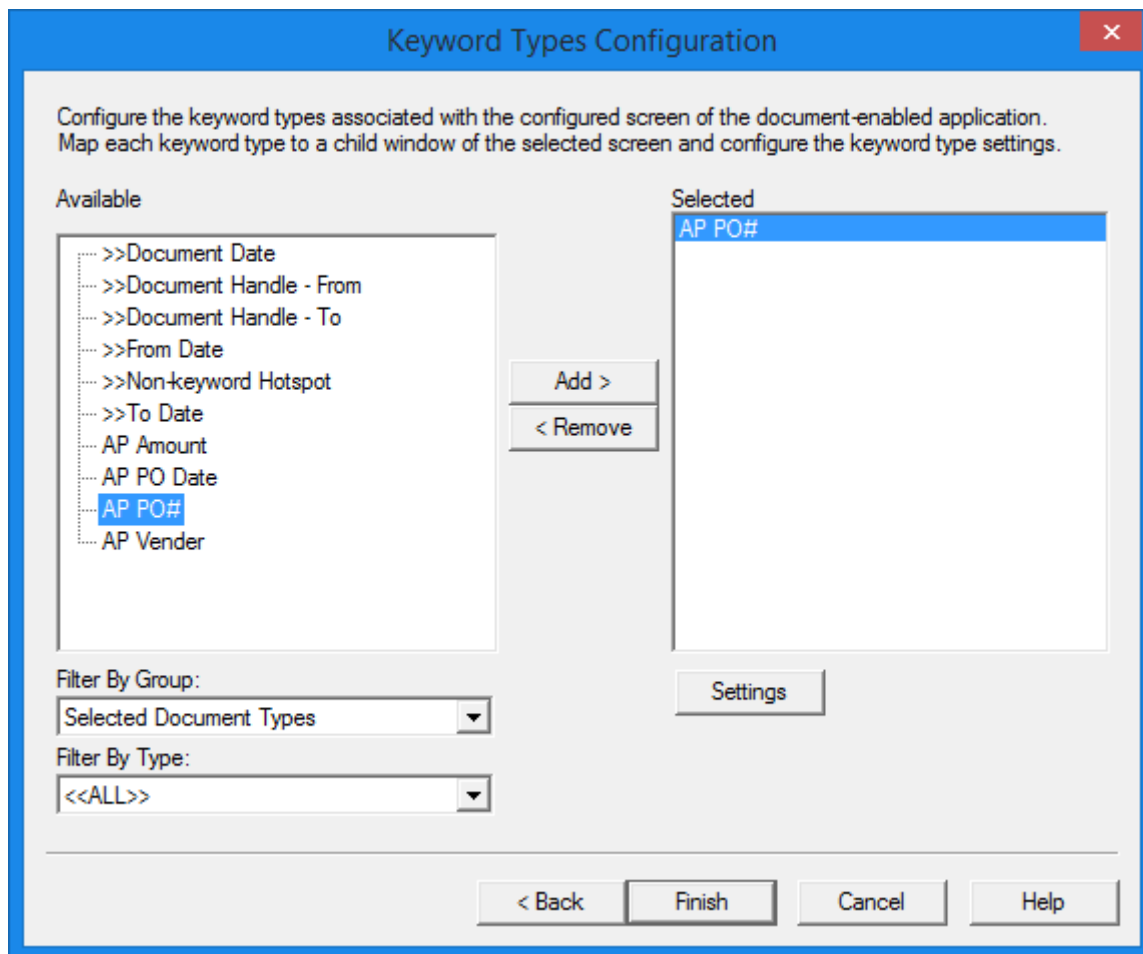 Keyword Types Configuration
Configure the keyword types associated with the configured screen of the document-enabled application.
Map each keyword type to a child window of the selected screen and configure the keyword type settings.
Available
>>Document Date
>>Document Handle - From
>>Document Handle - To
>>From Date
>>Non-keyword Hotspot
>>To Date
AP Amount
AP PO Date
AP PO#
AP Vender
Add >
< Remove
Selected
AP PO#
Filter By Group:
Selected Document Types
Filter By Type:
<<ALL>>
Settings
< Back
Finish
Cancel
Help